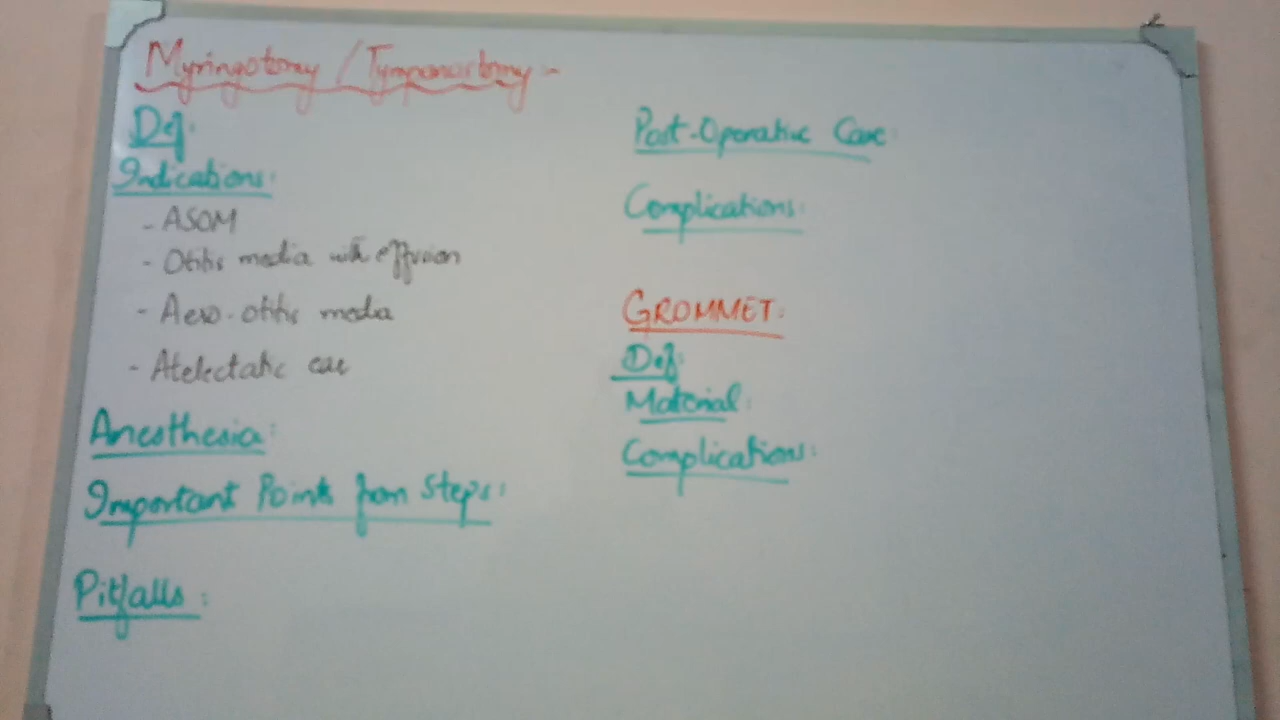 Myringotomy / Tympanostomy -
Def:
Indications:
- ASOM
- Otitis media with effusion
- Aero-otitis media
- Atelectatic ear
Anesthesia:
Important Points from Steps:
Pitfalls:
Post-Operative Care:
Complications:
GROMMET:
Def:
Material:
Complications: